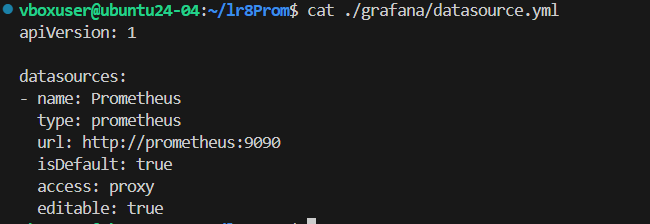 vboxuser@ubuntu24-04:~/lr8Prom$ cat ./grafana/datasource.yml
apiVersion: 1

datasources:
- name: Prometheus
  type: prometheus
  url: http://prometheus:9090
  isDefault: true
  access: proxy
  editable: true